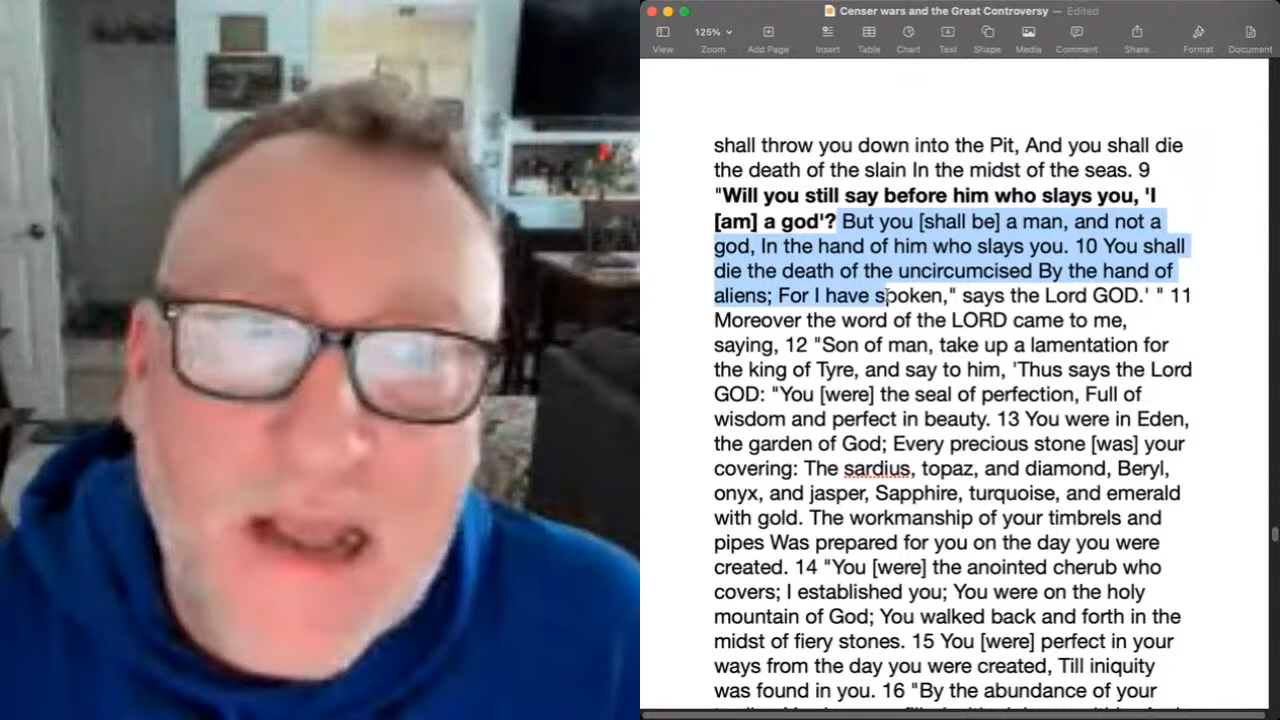 Censer wars and the Great Controversy — Edited
125%
View Zoom Add Page Insert Table Chart Text Shape Media Comment Share Format Document
shall throw you down into the Pit, And you shall die
the death of the slain In the midst of the seas. 9
"Will you still say before him who slays you, 'I
[am] a god'? But you [shall be] a man, and not a
god, In the hand of him who slays you. 10 You shall
die the death of the uncircumcised By the hand of
aliens; For I have spoken," says the Lord GOD.' " 11
Moreover the word of the LORD came to me,
saying, 12 "Son of man, take up a lamentation for
the king of Tyre, and say to him, 'Thus says the Lord
GOD: "You [were] the seal of perfection, Full of
wisdom and perfect in beauty. 13 You were in Eden,
the garden of God; Every precious stone [was] your
covering: The sardius, topaz, and diamond, Beryl,
onyx, and jasper, Sapphire, turquoise, and emerald
with gold. The workmanship of your timbrels and
pipes Was prepared for you on the day you were
created. 14 "You [were] the anointed cherub who
covers; I established you; You were on the holy
mountain of God; You walked back and forth in the
midst of fiery stones. 15 You [were] perfect in your
ways from the day you were created, Till iniquity
was found in you. 16 "By the abundance of your